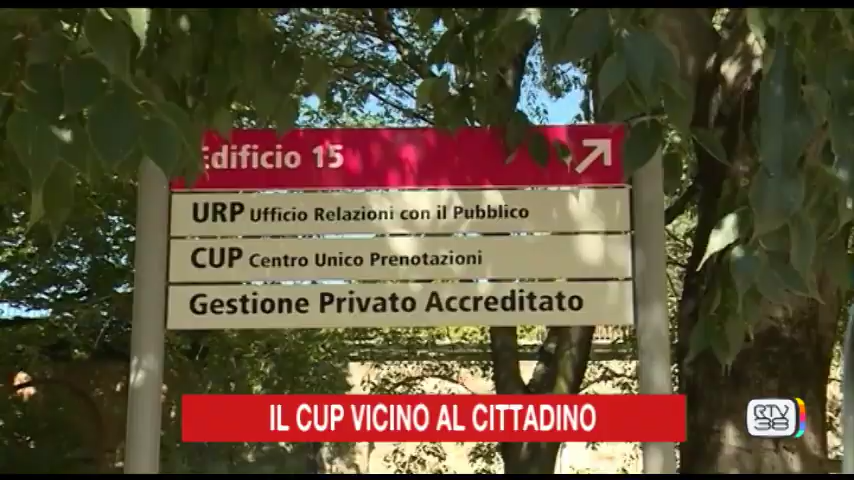 Edificio 15
URP Ufficio Relazioni con il Pubblico
CUP Centro Unico Prenotazioni
Gestione Privato Accreditato
IL CUP VICINO AL CITTADINO
RTV
38